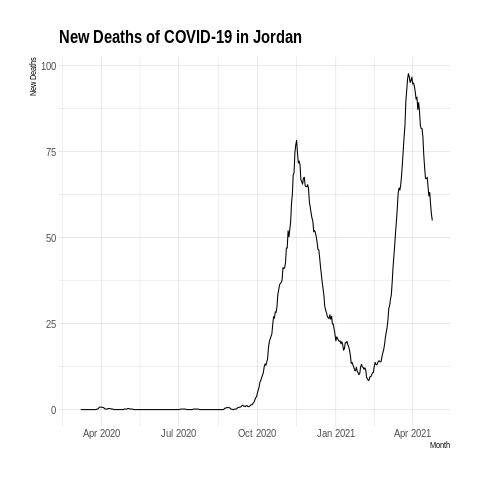 New Deaths of COVID-19 in Jordan
New Deaths
100
75
50
25
0
Apr 2020 Jul 2020 Oct 2020 Jan 2021 Apr 2021
Month